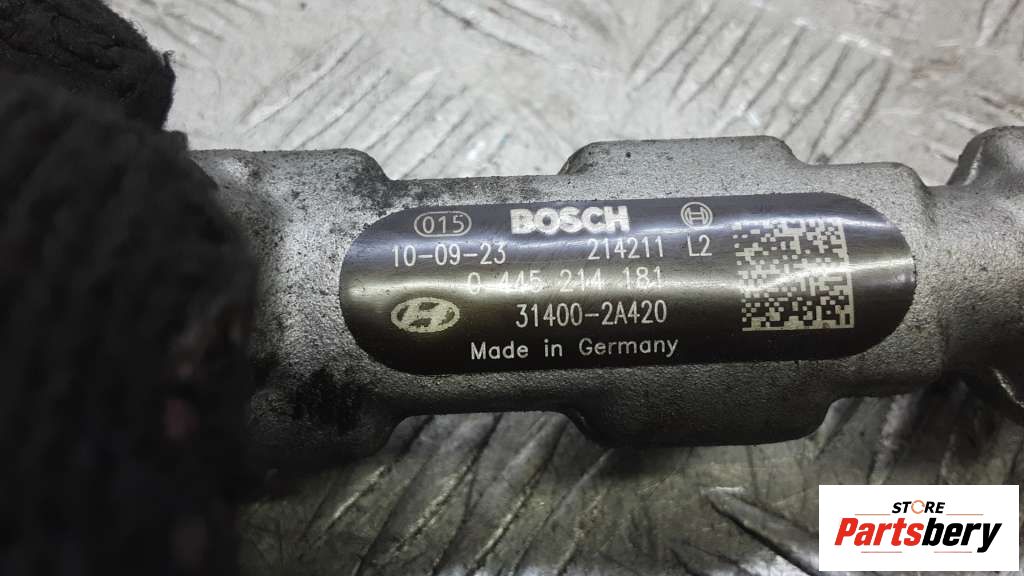 015 BOSCH
10-09-23 214211 L2
0 445 214 181
31400-2A420
Made in Germany
STORE
Partsbery